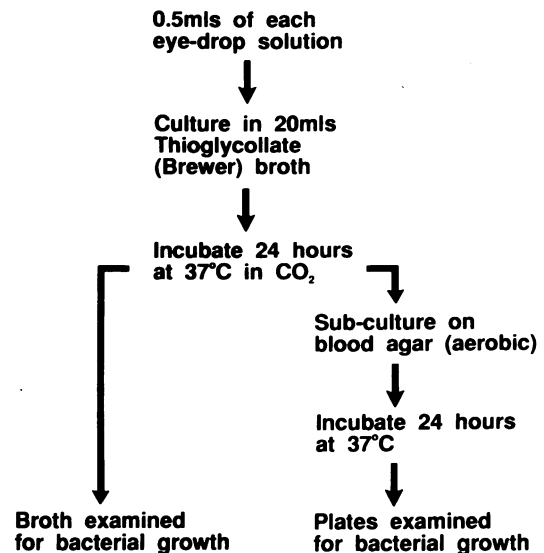 0.5mls of each
eye-drop solution
Culture in 20mls
Thioglycollate
(Brewer) broth
Incubate 24 hours
at 37°C in CO₂
Sub-culture on
blood agar (aerobic)
Incubate 24 hours
at 37°C
Broth examined
for bacterial growth
Plates examined
for bacterial growth